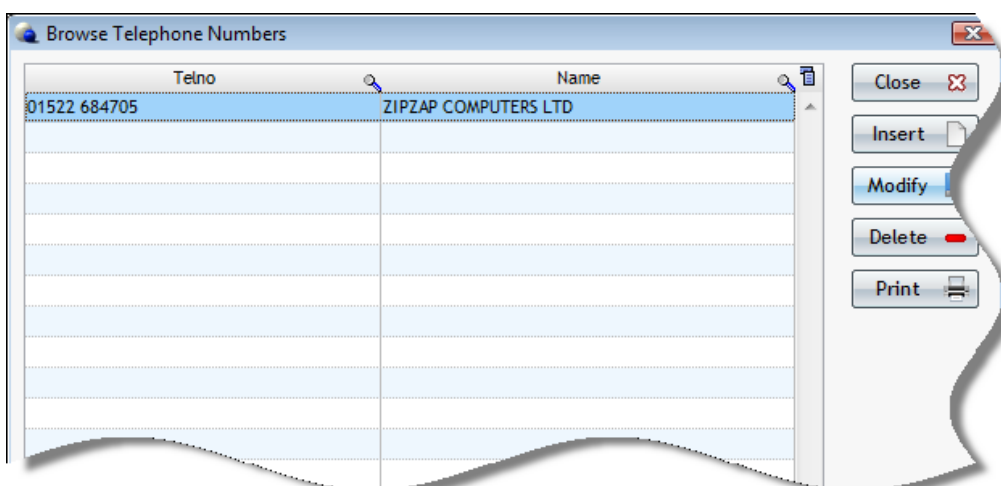 Browse Telephone Numbers
Telno Name
01522 684705 ZIPZAP COMPUTERS LTD
Close
Insert
Modify
Delete
Print